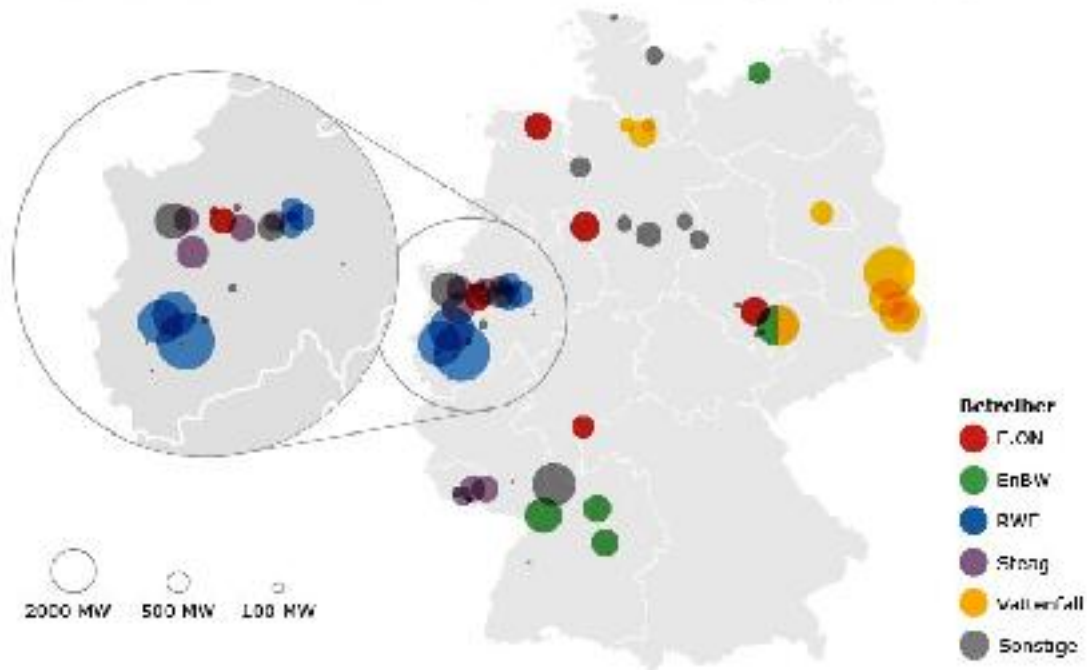 Betreiber
E.ON
EnBW
RWE
Steag
Vattenfall
Sonstige
2000 MW
500 MW
100 MW